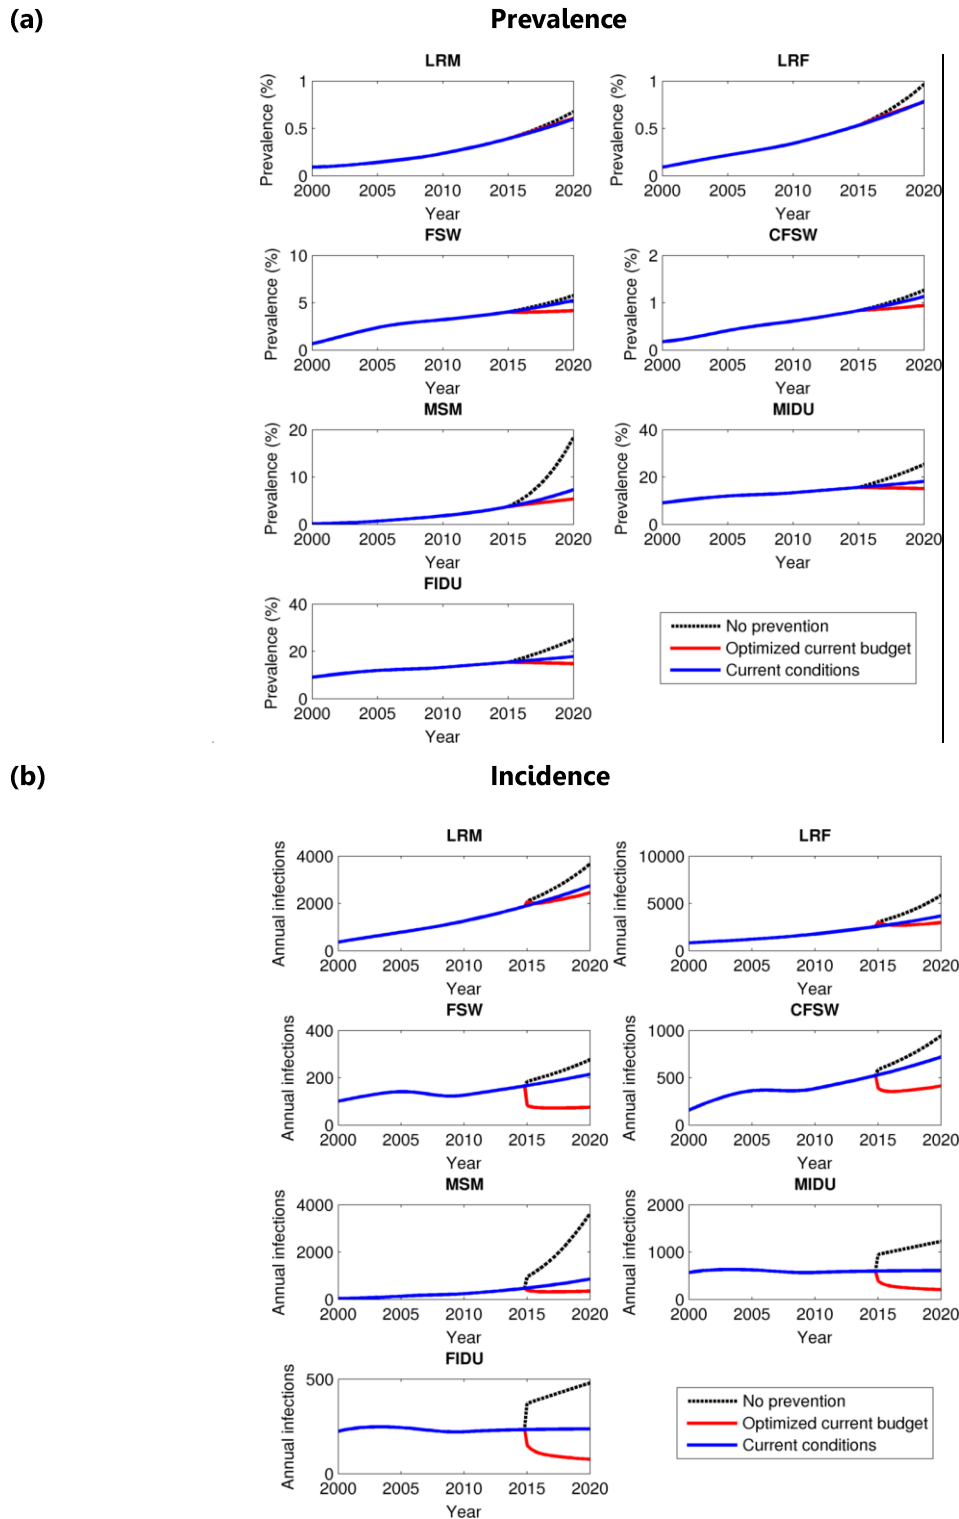 (a) Prevalence
LRM
Prevalence (%)
1
0.5
0
2000 2005 2010 2015 2020
Year
LRF
Prevalence (%)
1
0.5
0
2000 2005 2010 2015 2020
Year
FSW
Prevalence (%)
10
5
0
2000 2005 2010 2015 2020
Year
CFSW
Prevalence (%)
2
1
0
2000 2005 2010 2015 2020
Year
MSM
Prevalence (%)
20
10
0
2000 2005 2010 2015 2020
Year
MIDU
Prevalence (%)
40
20
0
2000 2005 2010 2015 2020
Year
FIDU
Prevalence (%)
40
20
0
2000 2005 2010 2015 2020
Year
No prevention
Optimized current budget
Current conditions
(b) Incidence
LRM
Annual infections
4000
2000
0
2000 2005 2010 2015 2020
Year
LRF
Annual infections
10000
5000
0
2000 2005 2010 2015 2020
Year
FSW
Annual infections
400
200
0
2000 2005 2010 2015 2020
Year
CFSW
Annual infections
1000
500
0
2000 2005 2010 2015 2020
Year
MSM
Annual infections
4000
2000
0
2000 2005 2010 2015 2020
Year
MIDU
Annual infections
2000
1000
0
2000 2005 2010 2015 2020
Year
FIDU
Annual infections
500
0
2000 2005 2010 2015 2020
Year
No prevention
Optimized current budget
Current conditions